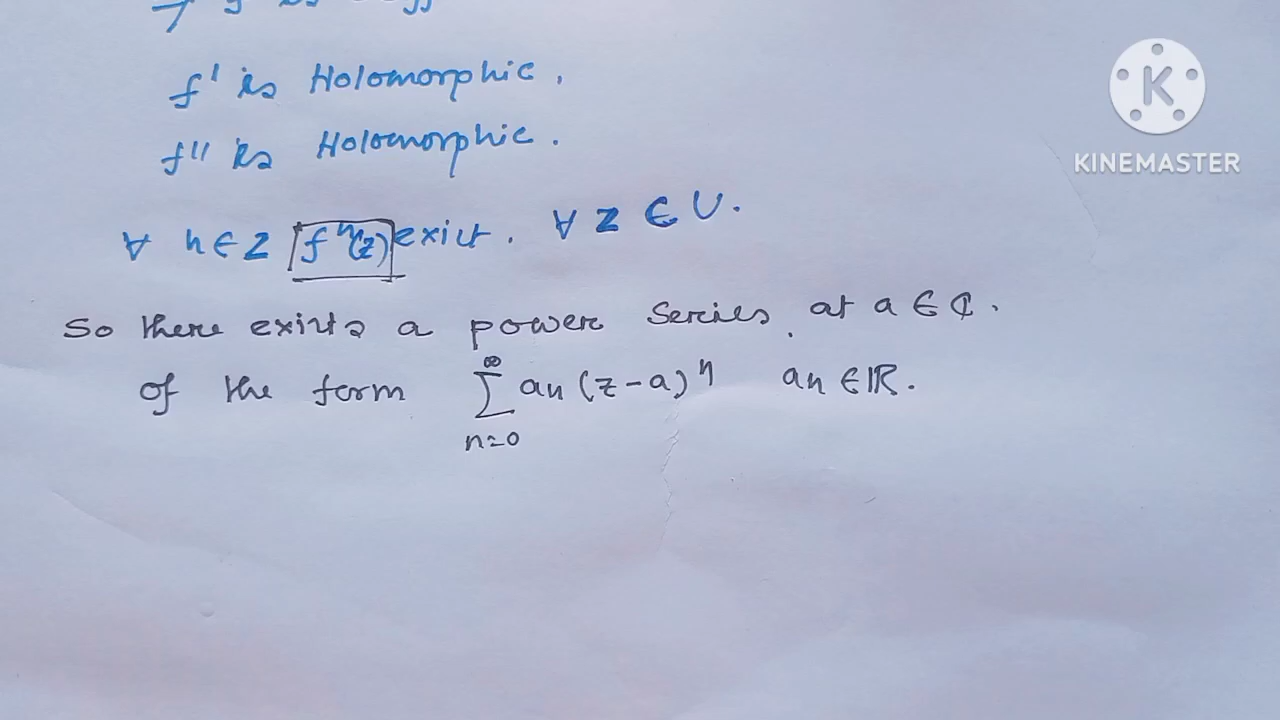 f' is Holomorphic.
KINEMASTER
f'' is Holomorphic.
∀ n ∈ Z f^n(z) exist. ∀ z ∈ U.
So there exists a power series. at a ∈ ℂ.
of the form ∑_{n=0}^{∞} an (z-a)^n an ∈ ℝ.